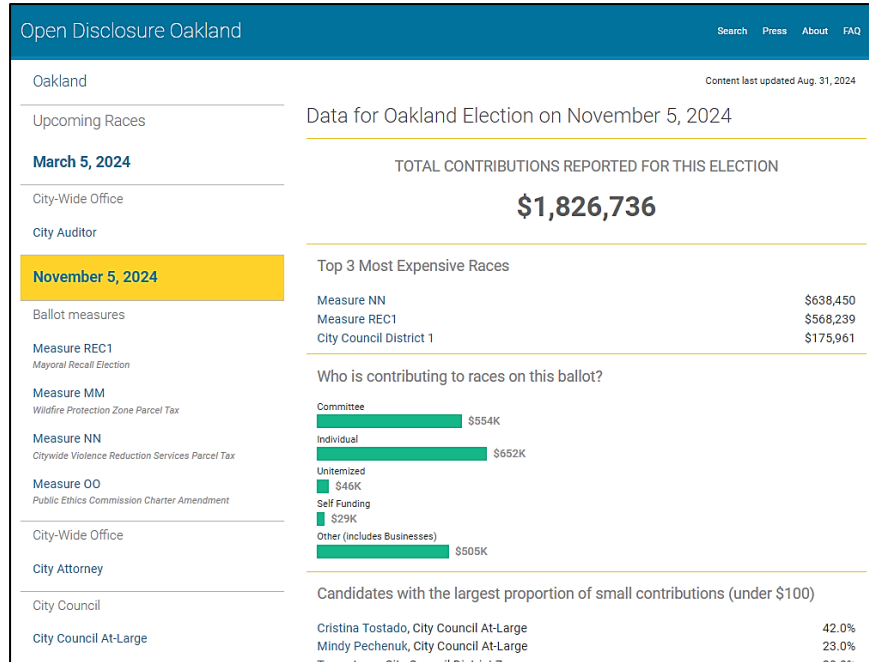 Open Disclosure Oakland
Search Press About FAQ
Oakland
Upcoming Races
March 5, 2024
City-Wide Office
City Auditor
November 5, 2024
Ballot measures
Measure REC1
Mayoral Recall Election
Measure MM
Wildfire Protection Zone Parcel Tax
Measure NN
Citywide Violence Reduction Services Parcel Tax
Measure OO
Public Ethics Commission Charter Amendment
City-Wide Office
City Attorney
City Council
City Council At-Large
Content last updated Aug. 31, 2024
Data for Oakland Election on November 5, 2024
TOTAL CONTRIBUTIONS REPORTED FOR THIS ELECTION
$1,826,736
Top 3 Most Expensive Races
Measure NN $638,450
Measure REC1 $568,239
City Council District 1 $175,961
Who is contributing to races on this ballot?
Committee
$554K
Individual
$652K
Unitemized
$46K
Self Funding
$29K
Other (includes Businesses)
$505K
Candidates with the largest proportion of small contributions (under $100)
Cristina Tostado, City Council At-Large 42.0%
Mindy Pechenuk, City Council At-Large 23.0%